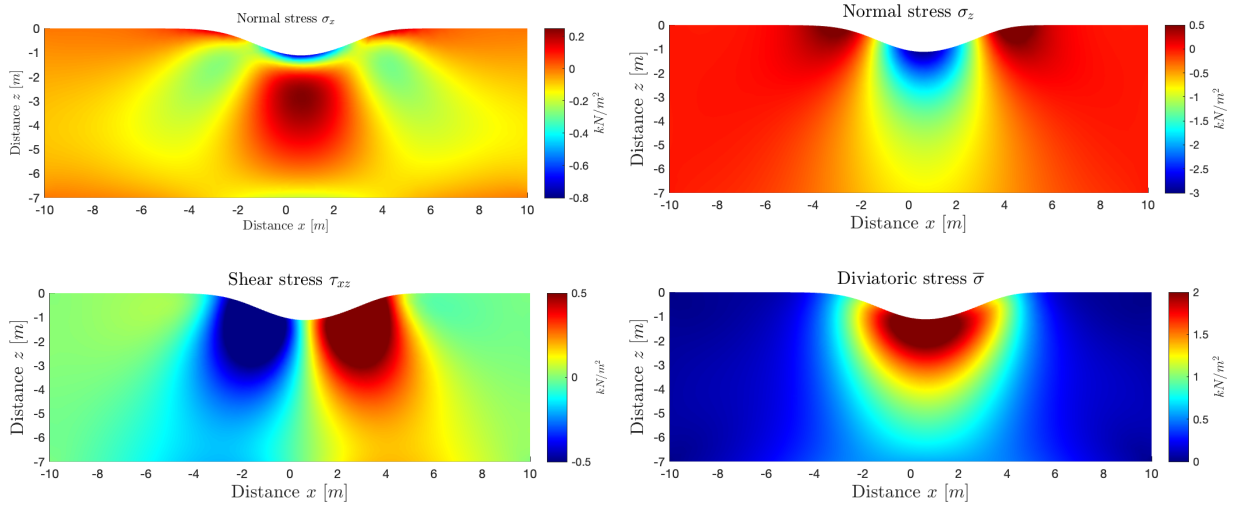 Normal stress σx
0
-1
-2
-3
-4
-5
-6
-7
Distance z [m]
-10 -8 -6 -4 -2 0 2 4 6 8 10
Distance x [m]
0.2
0
-0.2
-0.4
-0.6
-0.8
kN/m²
Normal stress σz
0
-1
-2
-3
-4
-5
-6
-7
Distance z [m]
-10 -8 -6 -4 -2 0 2 4 6 8 10
Distance x [m]
0.5
0
-0.5
-1
-1.5
-2
-2.5
-3
kN/m²
Shear stress τxz
0
-1
-2
-3
-4
-5
-6
-7
Distance z [m]
-10 -8 -6 -4 -2 0 2 4 6 8 10
Distance x [m]
0.5
0
-0.5
kN/m²
Diviatoric stress σ̅
0
-1
-2
-3
-4
-5
-6
-7
Distance z [m]
-10 -8 -6 -4 -2 0 2 4 6 8 10
Distance x [m]
2
1.5
1
0.5
0
kN/m²